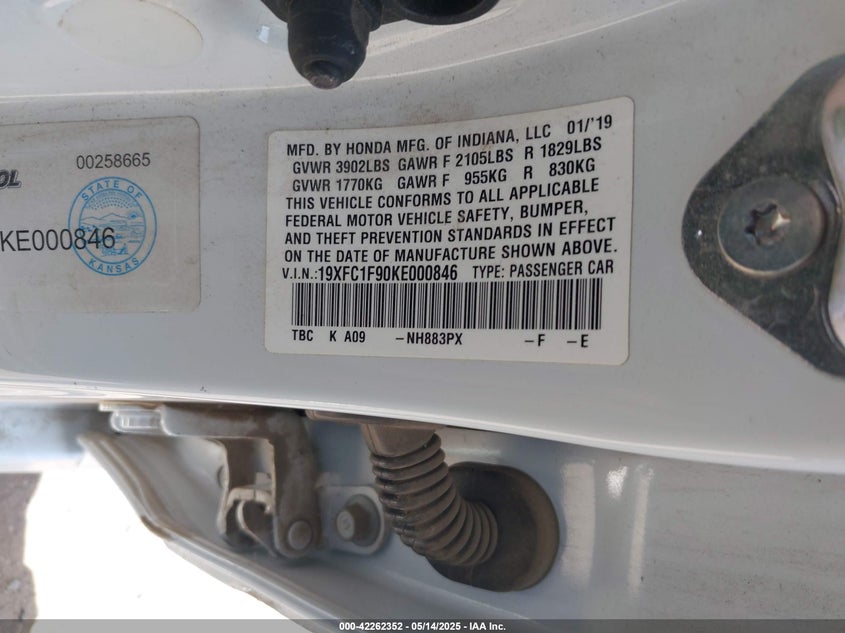 00258665
OL
STATE OF
KANSAS
KE000846
MFD. BY HONDA MFG. OF INDIANA, LLC 01/'19
GVWR 3902LBS GAWR F 2105LBS R 1829LBS
GVWR 1770KG GAWR F 955KG R 830KG
THIS VEHICLE CONFORMS TO ALL APPLICABLE
FEDERAL MOTOR VEHICLE SAFETY, BUMPER,
AND THEFT PREVENTION STANDARDS IN EFFECT
ON THE DATE OF MANUFACTURE SHOWN ABOVE.
V.I.N.:19XFC1F90KE000846 TYPE: PASSENGER CAR
TBC K A09 -NH883PX -F -E
000-42262352 | 05/14/2025 | IAA Inc.